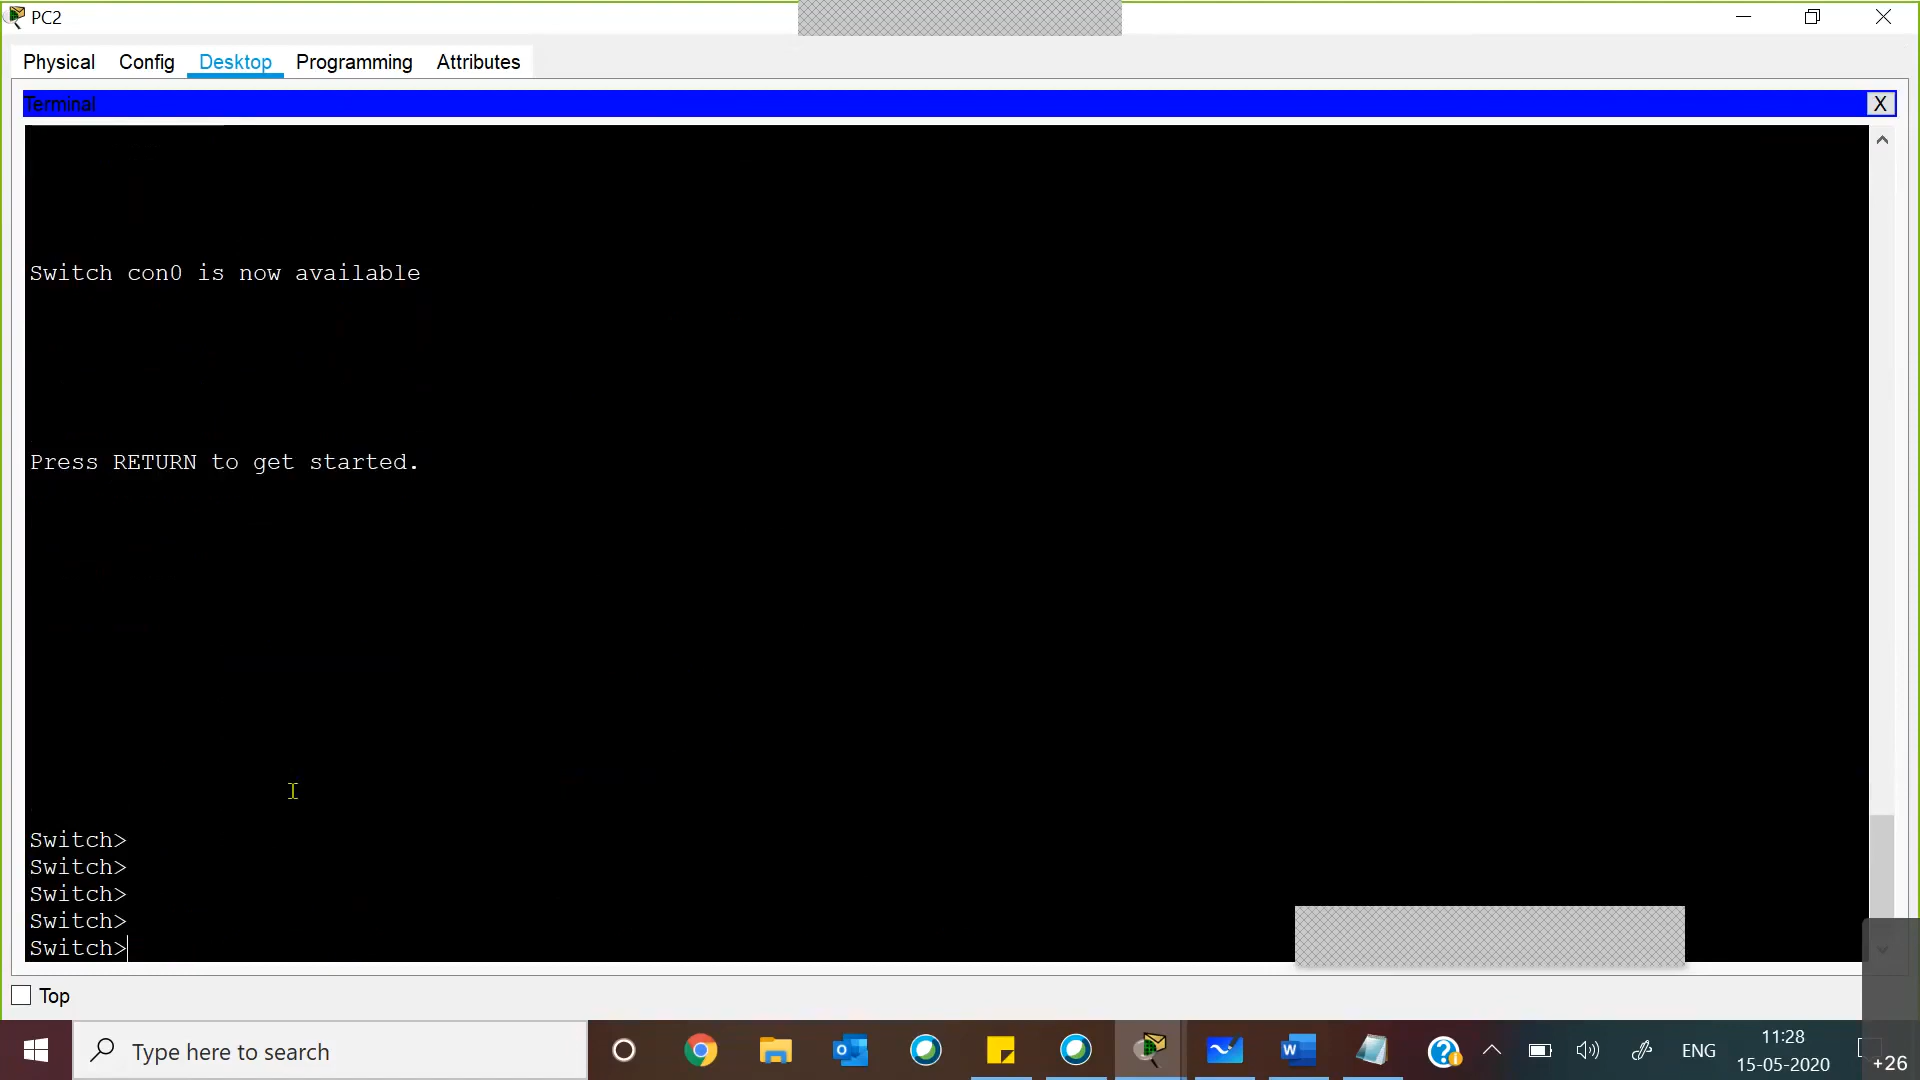 PC2
Physical Config Desktop Programming Attributes
Terminal
X
Switch con0 is now available
Press RETURN to get started.
Switch>
Switch>
Switch>
Switch>
Switch>
Top
Type here to search
ENG
11:28
15-05-2020
+26